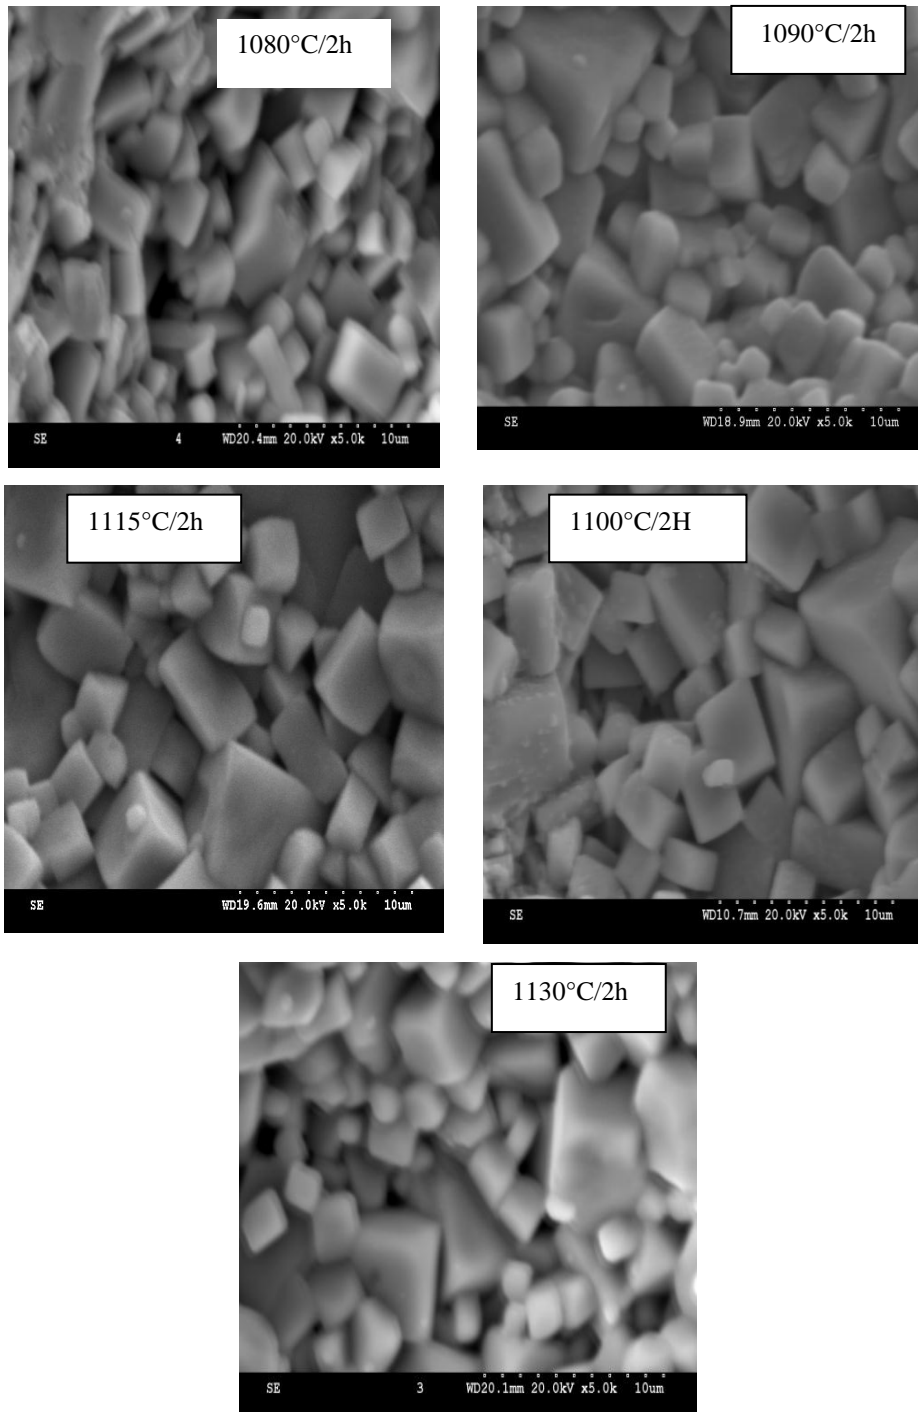 1080°C/2h
SE 4 WD20.4mm 20.0kV x5.0k 10um
1090°C/2h
SE WD18.9mm 20.0kV x5.0k 10um
1115°C/2h
SE WD19.6mm 20.0kV x5.0k 10um
1100°C/2H
SE WD10.7mm 20.0kV x5.0k 10um
1130°C/2h
SE 3 WD20.1mm 20.0kV x5.0k 10um